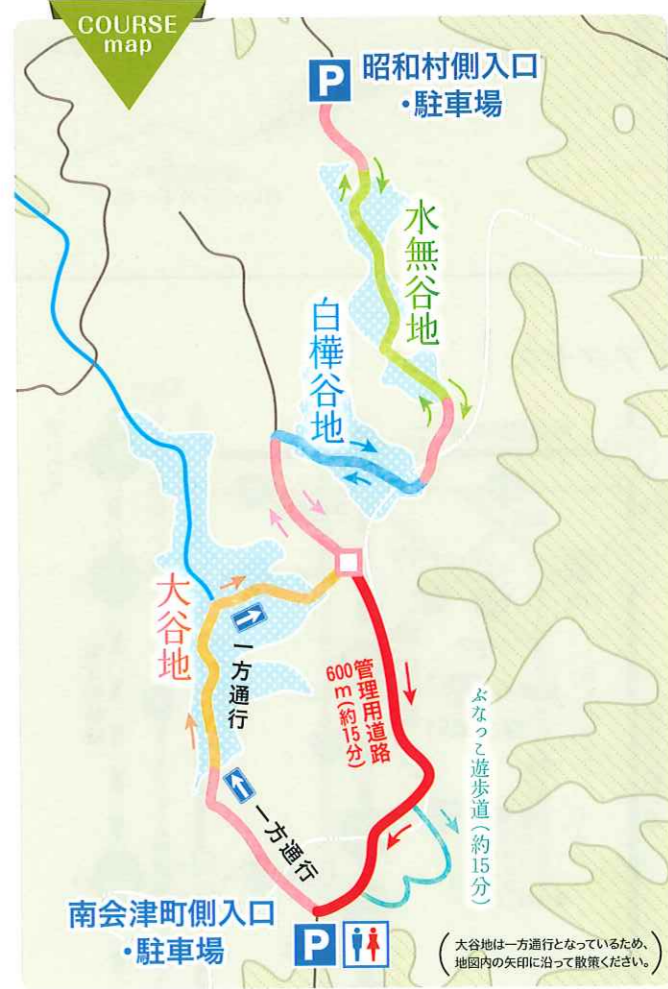 COURSE
map
P
昭和村側入口
・駐車場
水無谷地
白樺谷地
大谷地
一方通行
管理用道路
600m(約15分)
ぶなっこ遊歩道(約15分)
一方通行
南会津町側入口
・駐車場
P
(大谷地は一方通行となっているため、
地図内の矢印に沿って散策ください。)